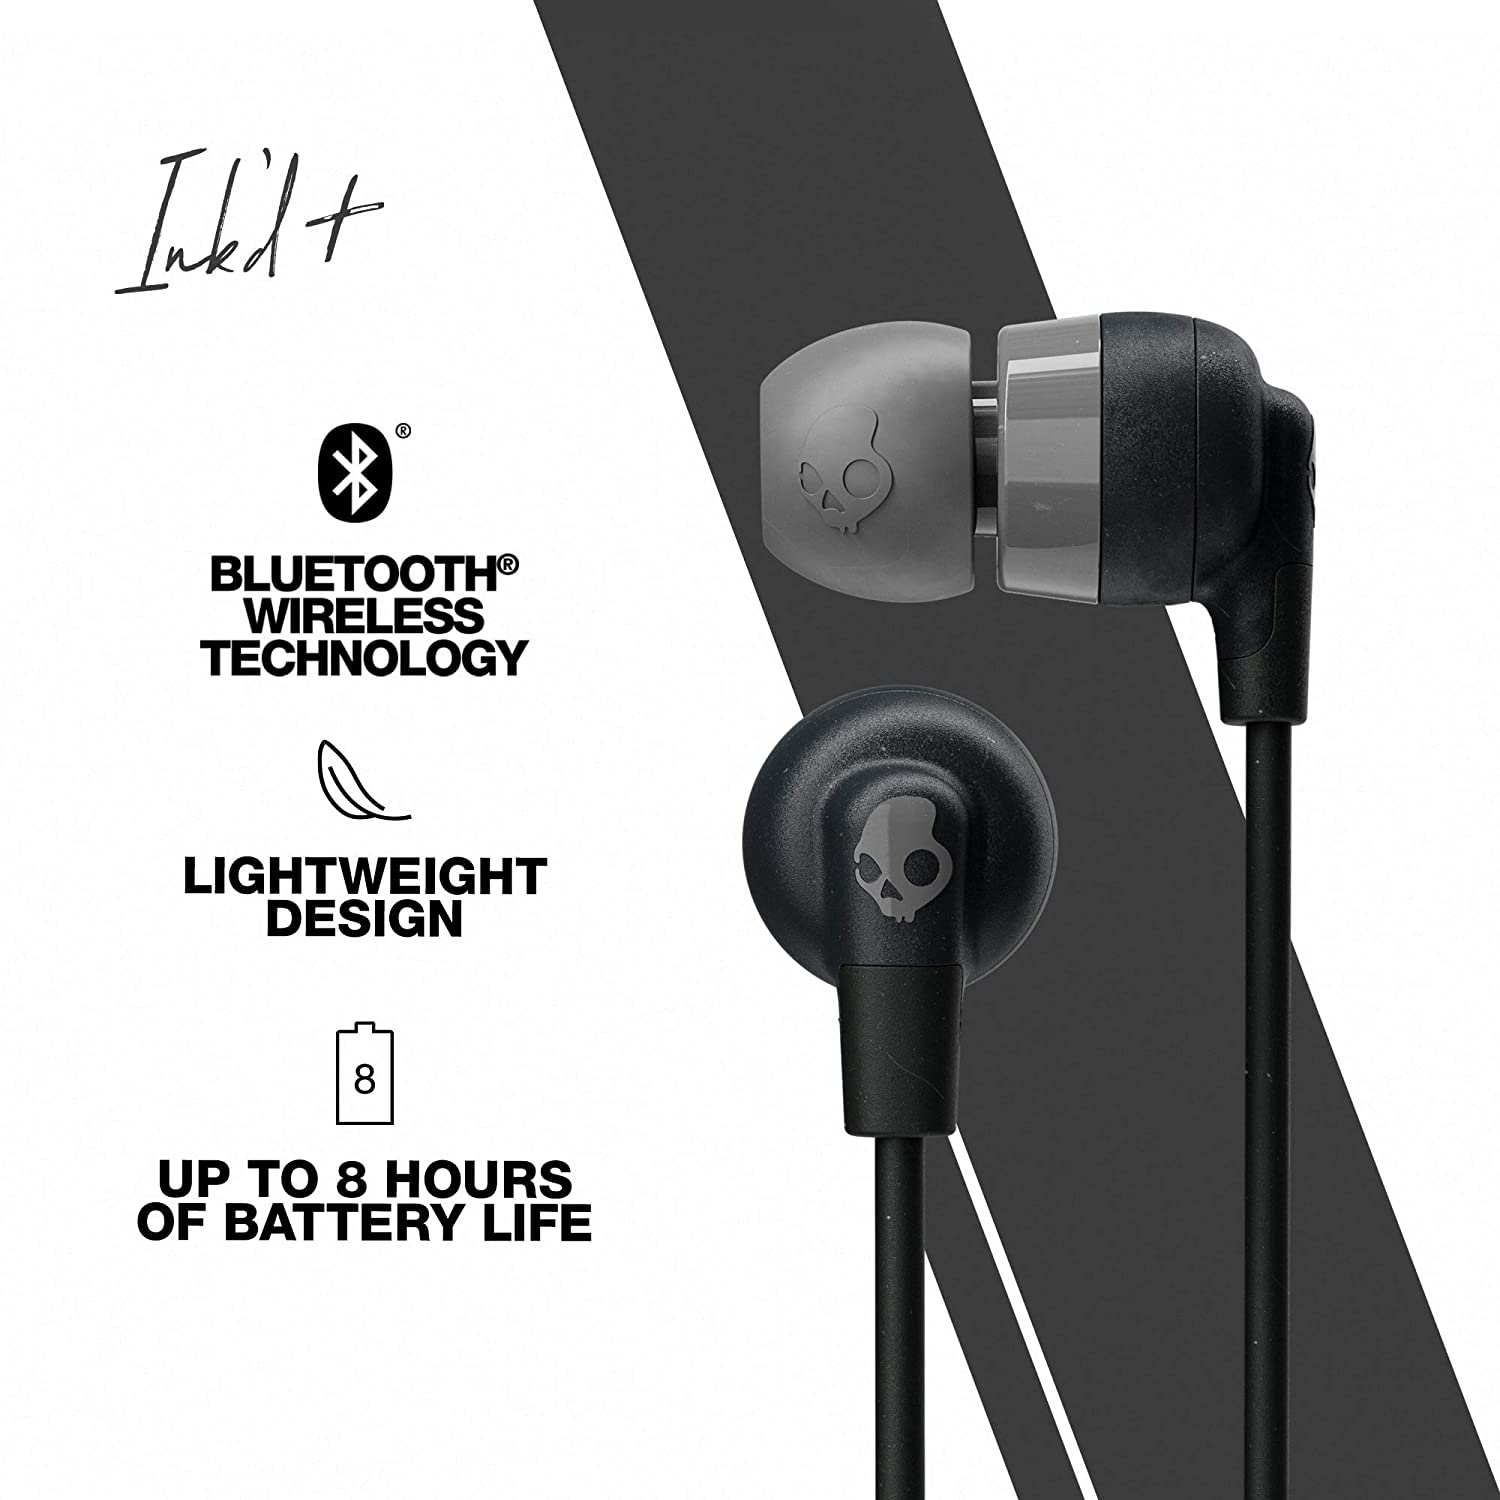 Ink'd +
®
BLUETOOTH®
WIRELESS
TECHNOLOGY
LIGHTWEIGHT
DESIGN
8
UP TO 8 HOURS
OF BATTERY LIFE